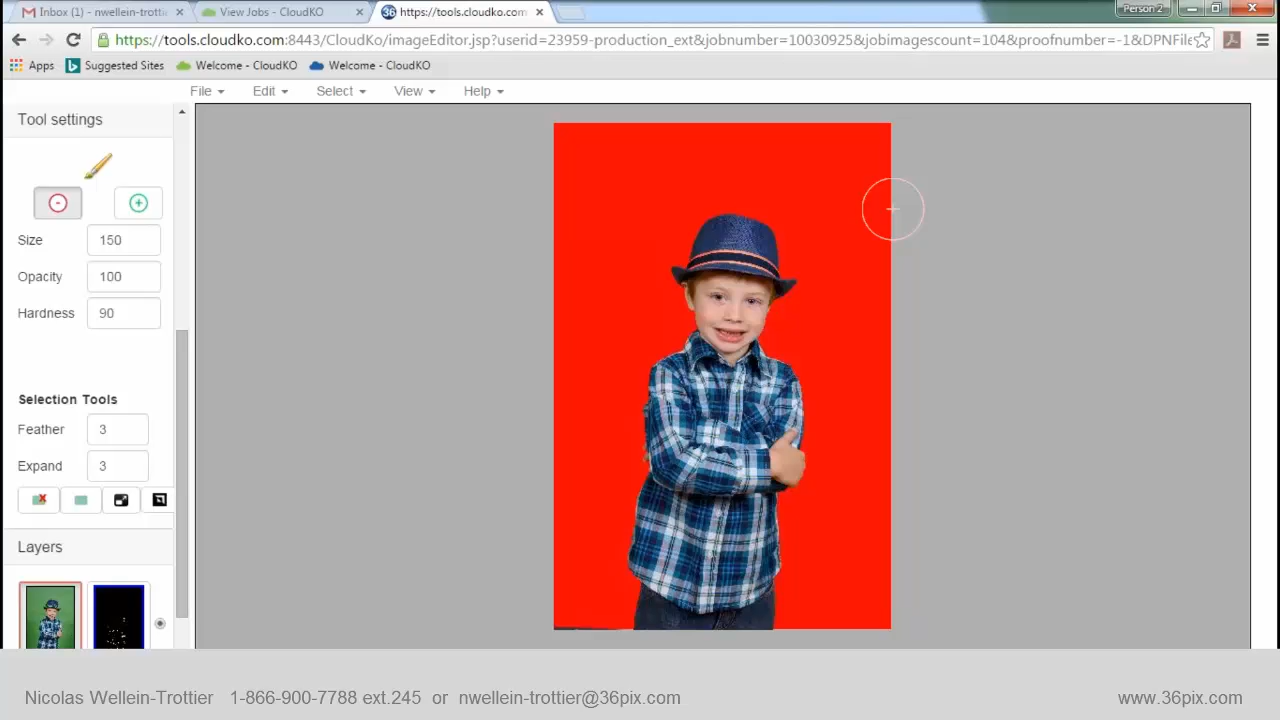 Inbox (1) - nwellein-trottie
View Jobs - CloudKO
36 https://tools.cloudko.com
Person 2
https://tools.cloudko.com:8443/CloudKo/imageEditor.jsp?userid=23959-production_ext&jobnumber=10030925&jobimagescount=104&proofnumber=-1&DPNFile
Apps Suggested Sites Welcome - CloudKO Welcome - CloudKO
File Edit Select View Help
Tool settings
Size 150
Opacity 100
Hardness 90
Selection Tools
Feather 3
Expand 3
Layers
Nicolas Wellein-Trottier 1-866-900-7788 ext.245 or nwellein-trottier@36pix.com
www.36pix.com